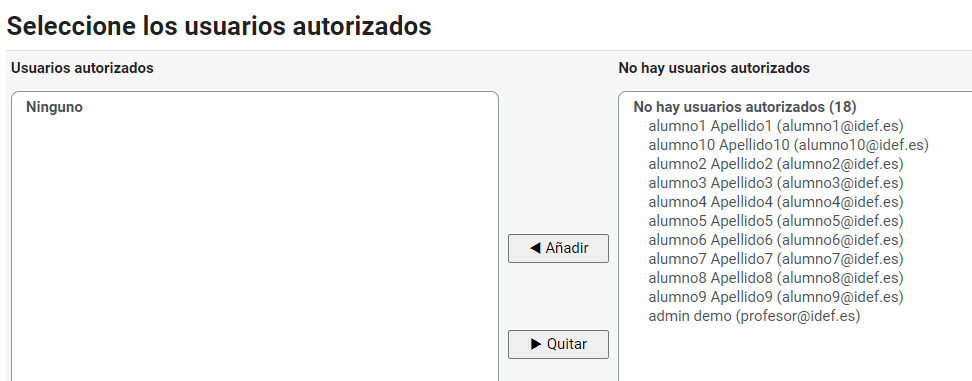 Seleccione los usuarios autorizados
Usuarios autorizados
No hay usuarios autorizados
Ninguno
No hay usuarios autorizados (18)
alumno1 Apellido1 (alumno1@idef.es)
alumno10 Apellido10 (alumno10@idef.es)
alumno2 Apellido2 (alumno2@idef.es)
alumno3 Apellido3 (alumno3@idef.es)
alumno4 Apellido4 (alumno4@idef.es)
alumno5 Apellido5 (alumno5@idef.es)
alumno6 Apellido6 (alumno6@idef.es)
alumno7 Apellido7 (alumno7@idef.es)
alumno8 Apellido8 (alumno8@idef.es)
alumno9 Apellido9 (alumno9@idef.es)
admin demo (profesor@idef.es)
◄ Añadir
► Quitar